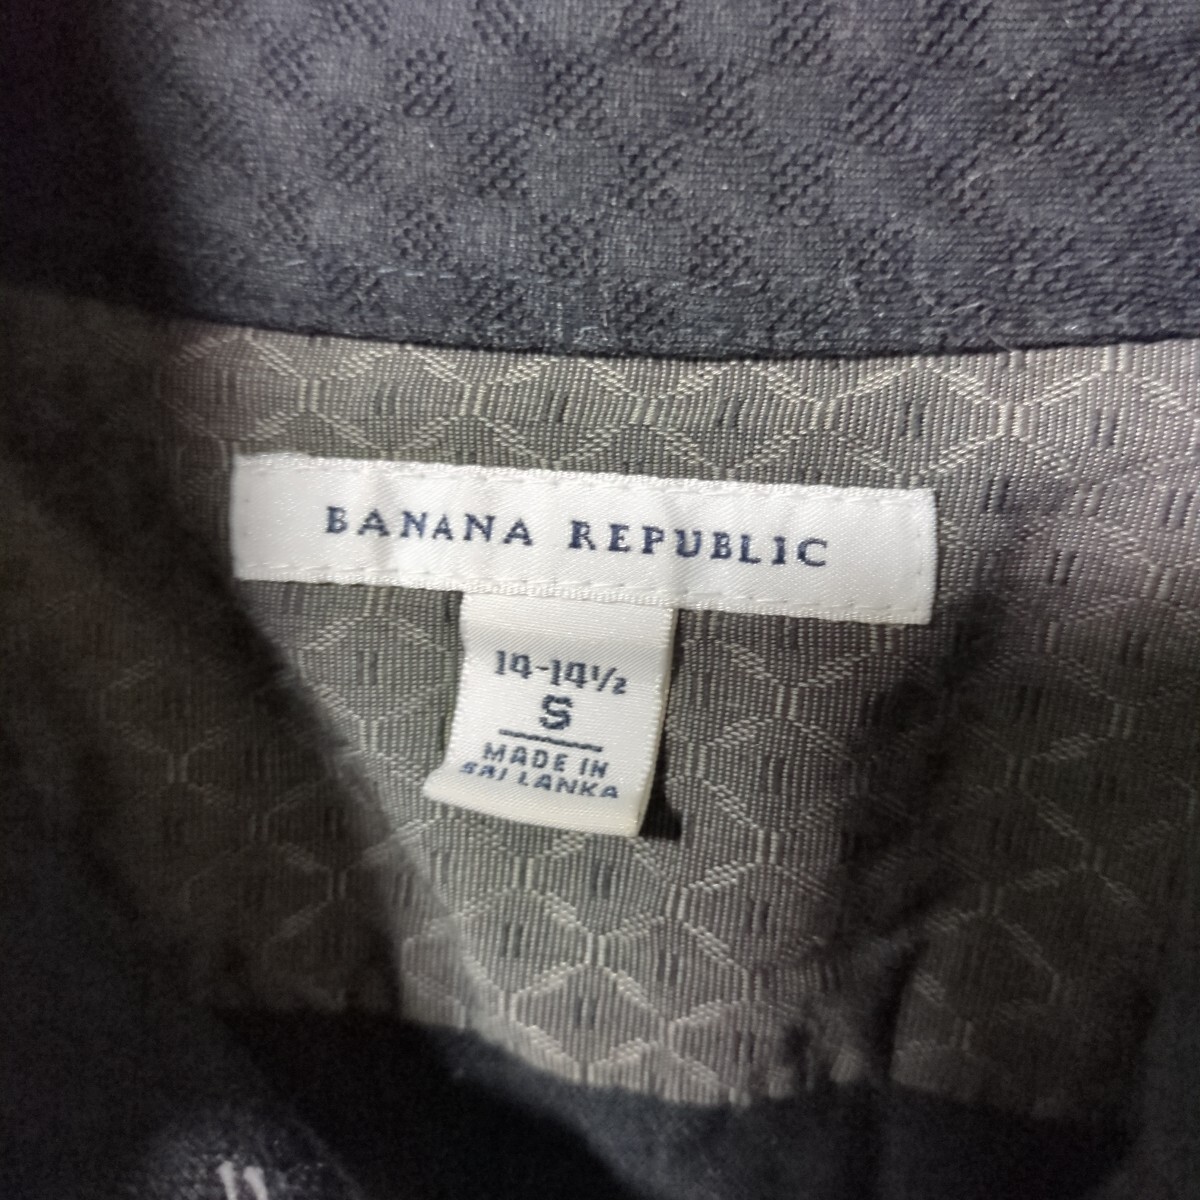 BANANA REPUBLIC
14-14½
S
MADE IN
SRI LANKA